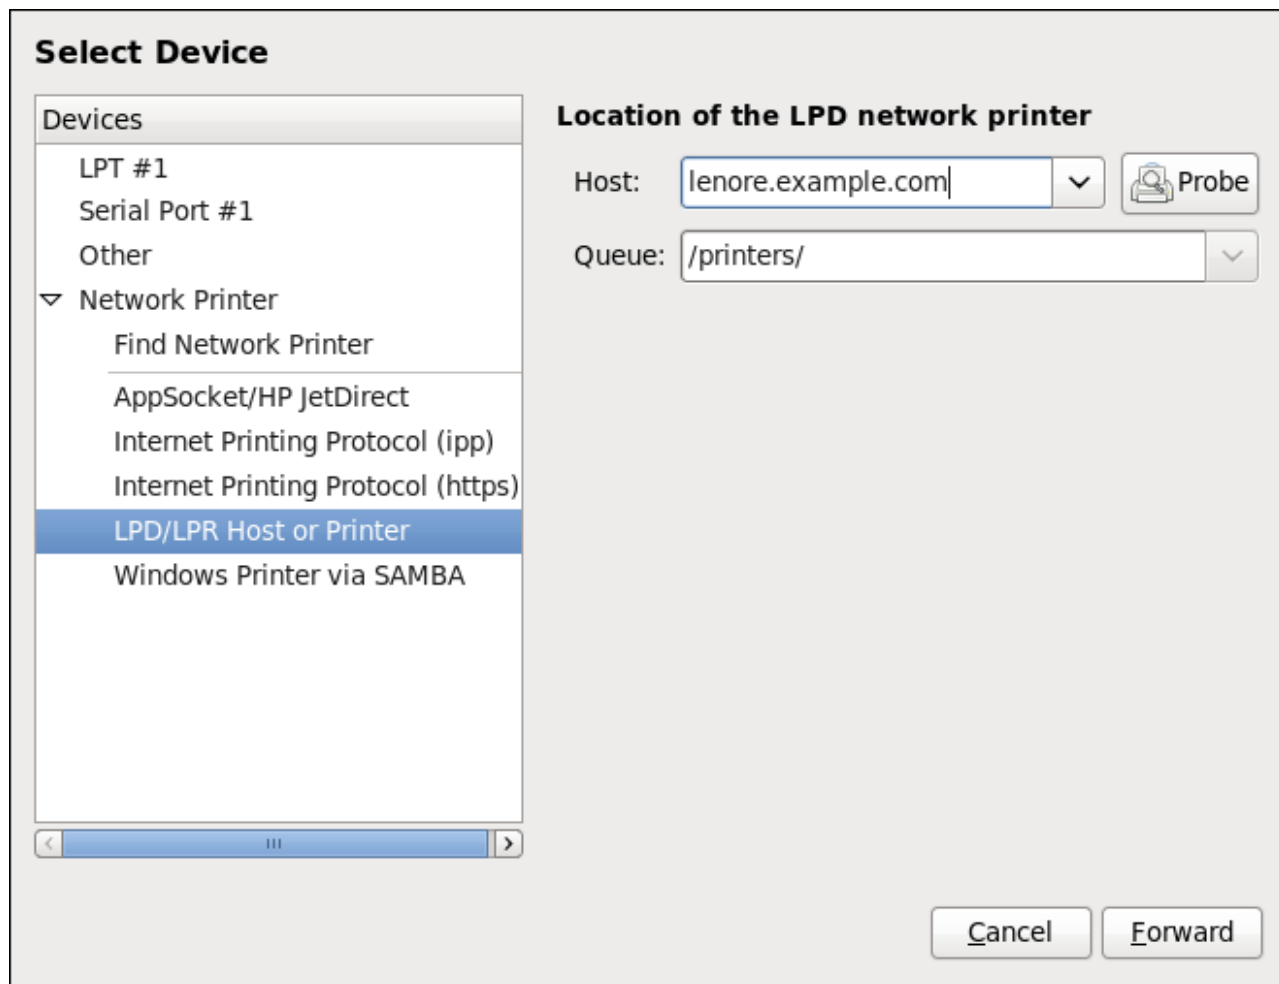 Select Device
Devices
LPT #1
Serial Port #1
Other
Network Printer
Find Network Printer
AppSocket/HP JetDirect
Internet Printing Protocol (ipp)
Internet Printing Protocol (https)
LPD/LPR Host or Printer
Windows Printer via SAMBA
Location of the LPD network printer
Host: lenore.example.com Probe
Queue: /printers/
Cancel Forward